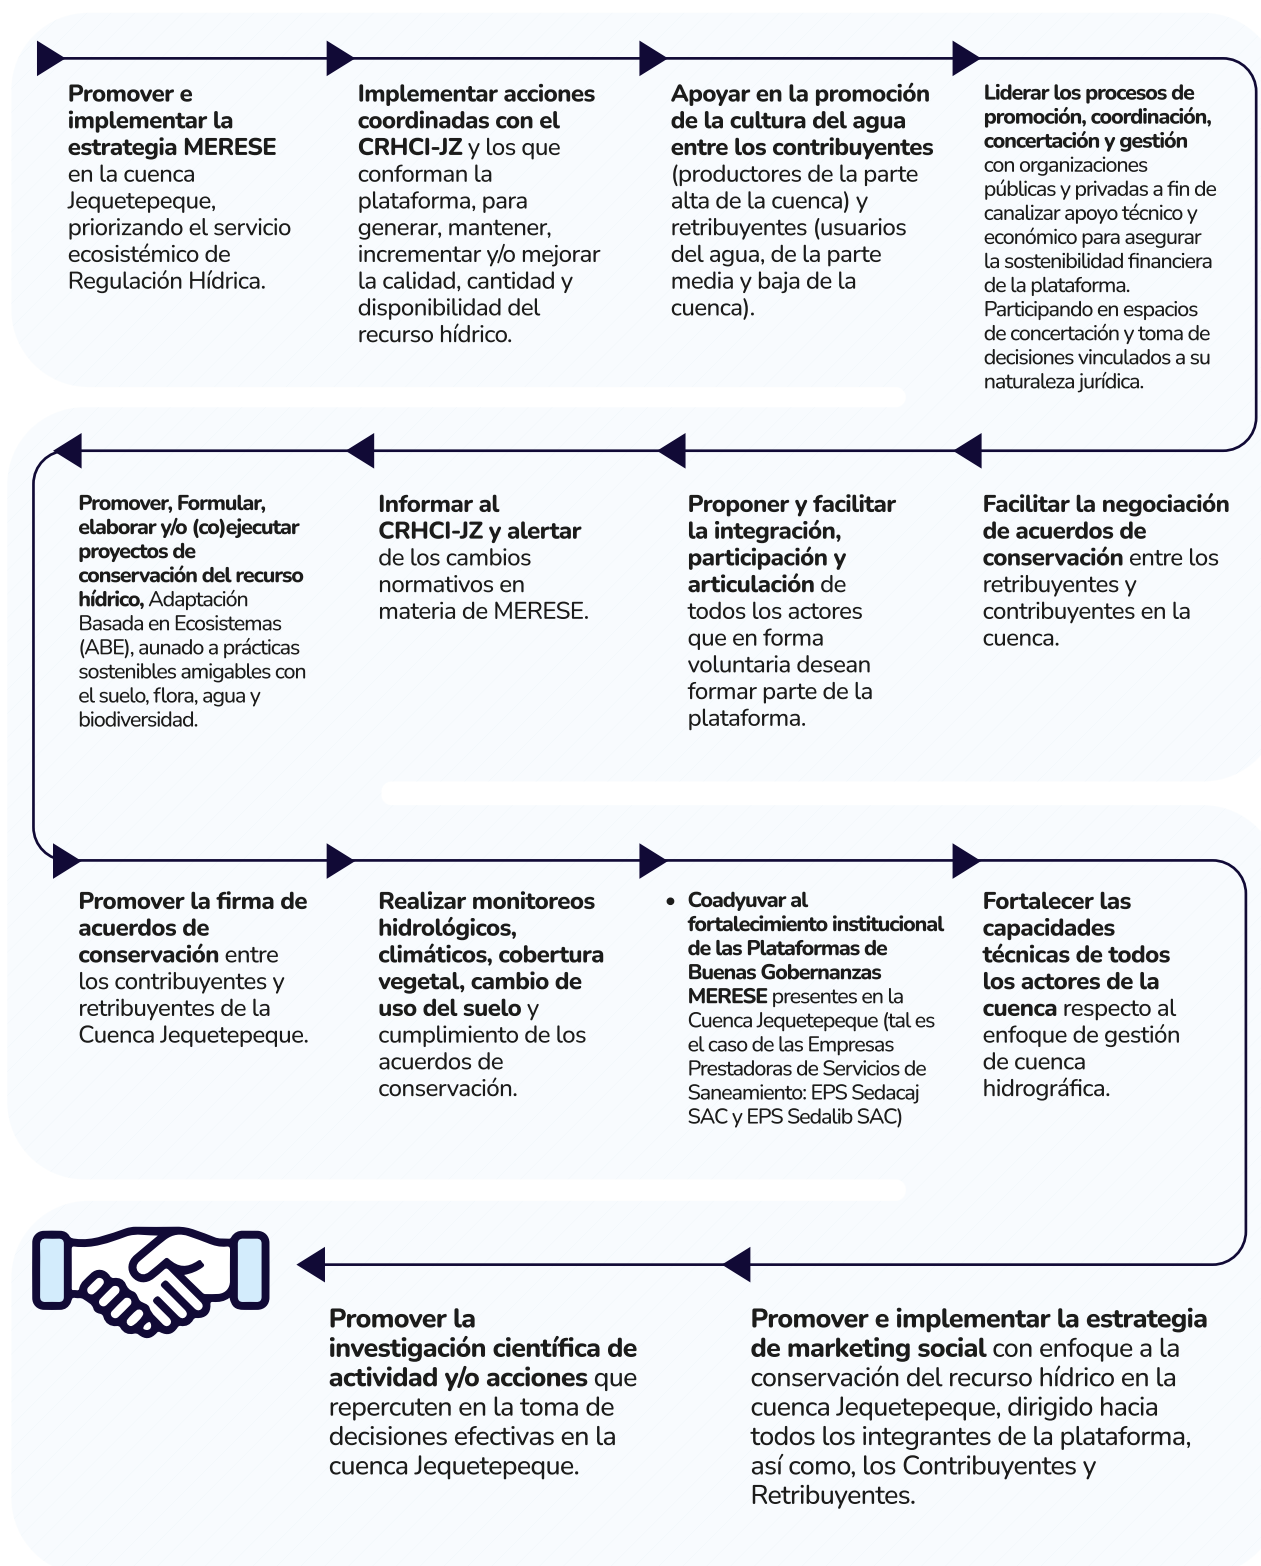 Promover e
implementar la
estrategia MERESE
en la cuenca
Jequetepeque,
priorizando el servicio
ecosistémico de
Regulación Hídrica.
Implementar acciones
coordinadas con el
CRHCI-JZ y los que
conforman la
plataforma, para
generar, mantener,
incrementar y/o mejorar
la calidad, cantidad y
disponibilidad del
recurso hídrico.
Apoyar en la promoción
de la cultura del agua
entre los contribuyentes
(productores de la parte
alta de la cuenca) y
retribuyentes (usuarios
del agua, de la parte
media y baja de la
cuenca).
Liderar los procesos de
promoción, coordinación,
concertación y gestión
con organizaciones
públicas y privadas a fin de
canalizar apoyo técnico y
económico para asegurar
la sostenibilidad financiera
de la plataforma.
Participando en espacios
de concertación y toma de
decisiones vinculados a su
naturaleza jurídica.
Facilitar la negociación
de acuerdos de
conservación entre los
retribuyentes y
contribuyentes en la
cuenca.
Proponer y facilitar
la integración,
participación y
articulación de
todos los actores
que en forma
voluntaria desean
formar parte de la
plataforma.
Informar al
CRHCI-JZ y alertar
de los cambios
normativos en
materia de MERESE.
Promover, Formular,
elaborar y/o (co)ejecutar
proyectos de
conservación del recurso
hídrico, Adaptación
Basada en Ecosistemas
(ABE), aunado a prácticas
sostenibles amigables con
el suelo, flora, agua y
biodiversidad.
Promover la firma de
acuerdos de
conservación entre
los contribuyentes y
retribuyentes de la
Cuenca Jequetepeque.
Realizar monitoreos
hidrológicos,
climáticos, cobertura
vegetal, cambio de
uso del suelo y
cumplimiento de los
acuerdos de
conservación.
• Coadyuvar al
fortalecimiento institucional
de las Plataformas de
Buenas Gobernanzas
MERESE presentes en la
Cuenca Jequetepeque (tal es
el caso de las Empresas
Prestadoras de Servicios de
Saneamiento: EPS Sedacaj
SAC y EPS Sedalib SAC)
Fortalecer las
capacidades
técnicas de todos
los actores de la
cuenca respecto al
enfoque de gestión
de cuenca
hidrográfica.
Promover e implementar la estrategia
de marketing social con enfoque a la
conservación del recurso hídrico en la
cuenca Jequetepeque, dirigido hacia
todos los integrantes de la plataforma,
así como, los Contribuyentes y
Retribuyentes.
Promover la
investigación científica de
actividad y/o acciones que
repercuten en la toma de
decisiones efectivas en la
cuenca Jequetepeque.